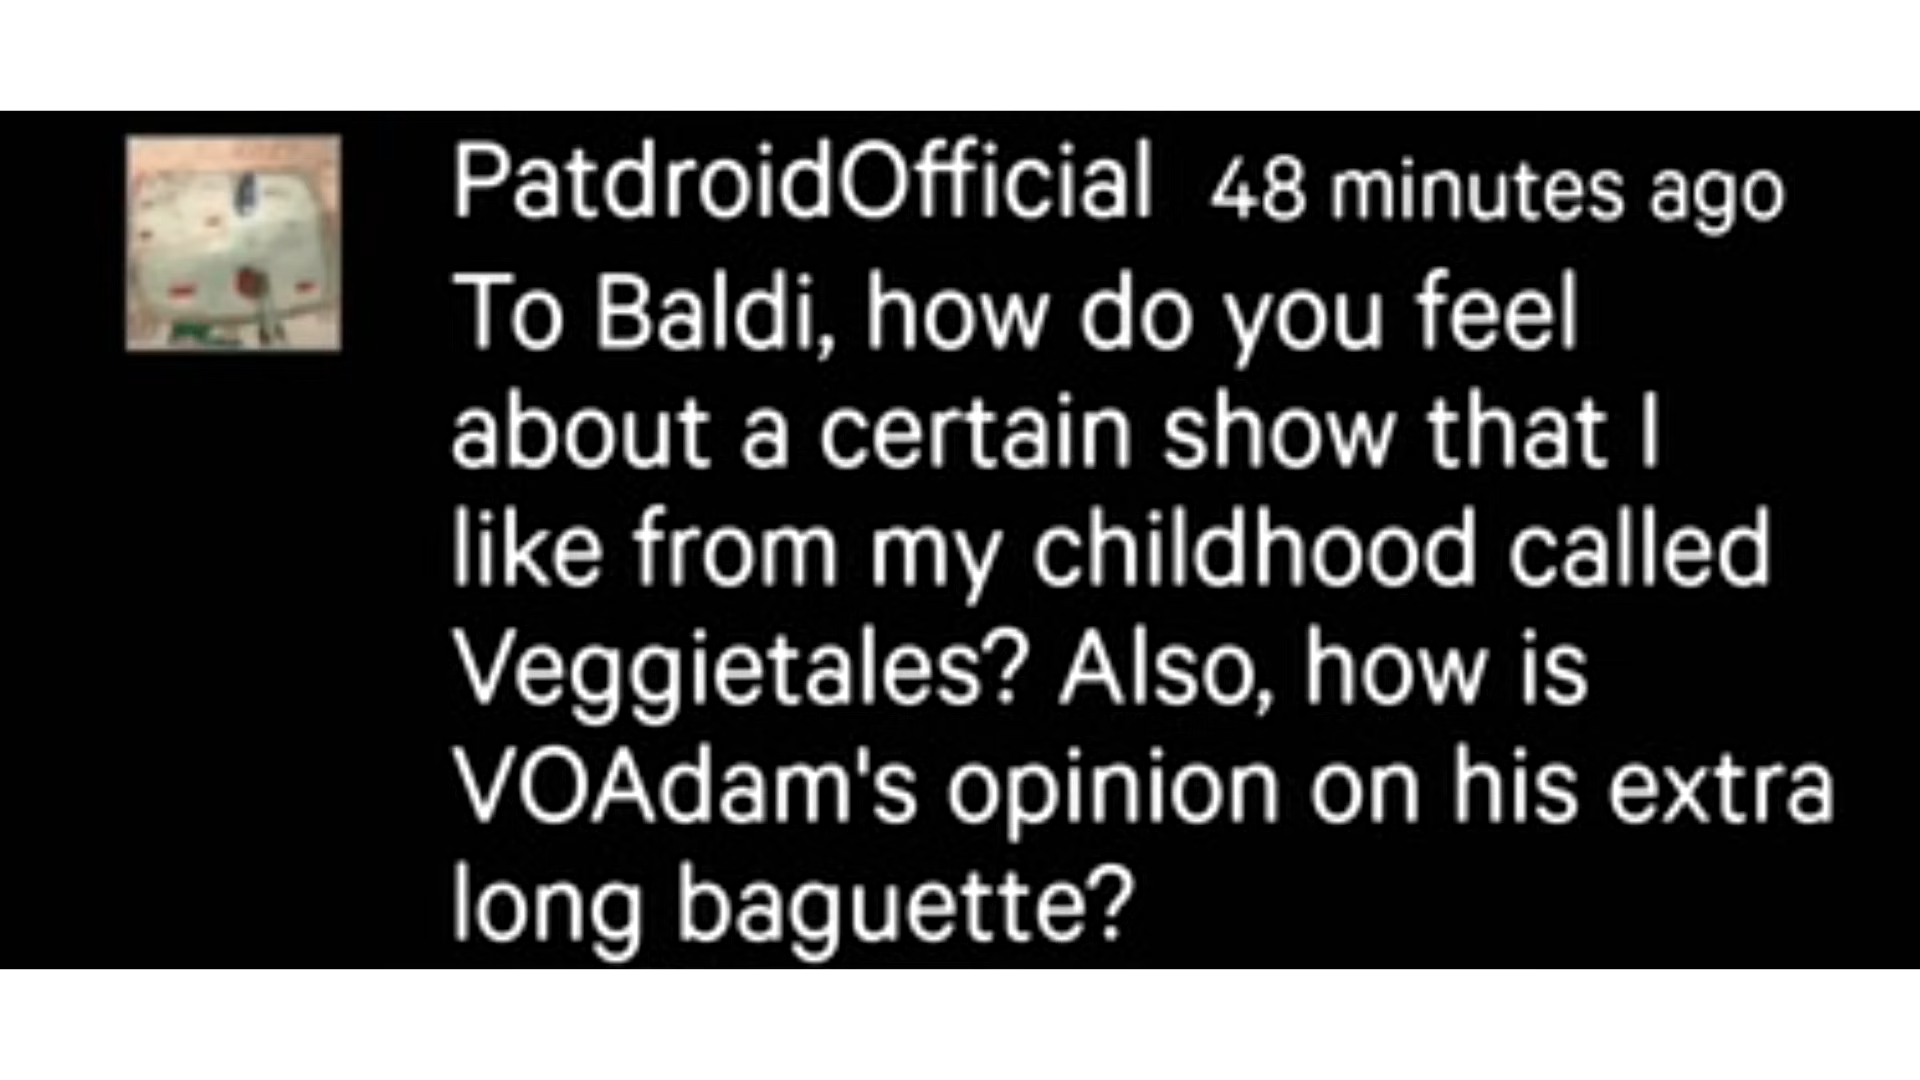 PatdroidOfficial 48 minutes ago
To Baldi, how do you feel
about a certain show that I
like from my childhood called
Veggietales? Also, how is
VOAdam's opinion on his extra
long baguette?